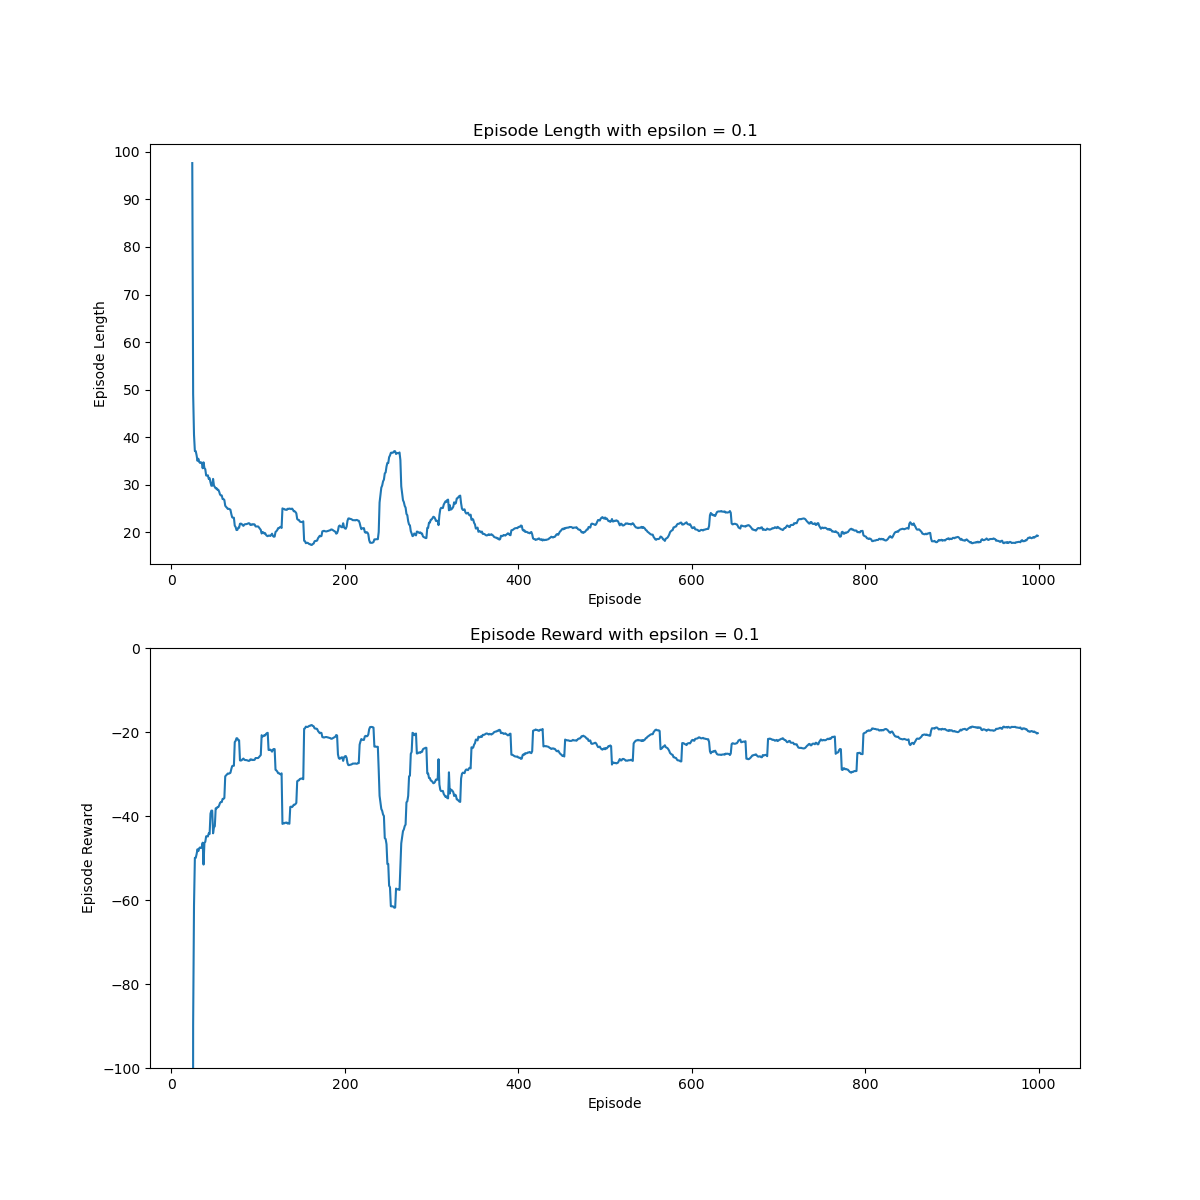 Episode Length with epsilon = 0.1
100
90
80
70
60
50
40
30
20
Episode Length
0 200 400 600 800 1000
Episode
Episode Reward with epsilon = 0.1
0
−20
−40
−60
−80
−100
Episode Reward
0 200 400 600 800 1000
Episode